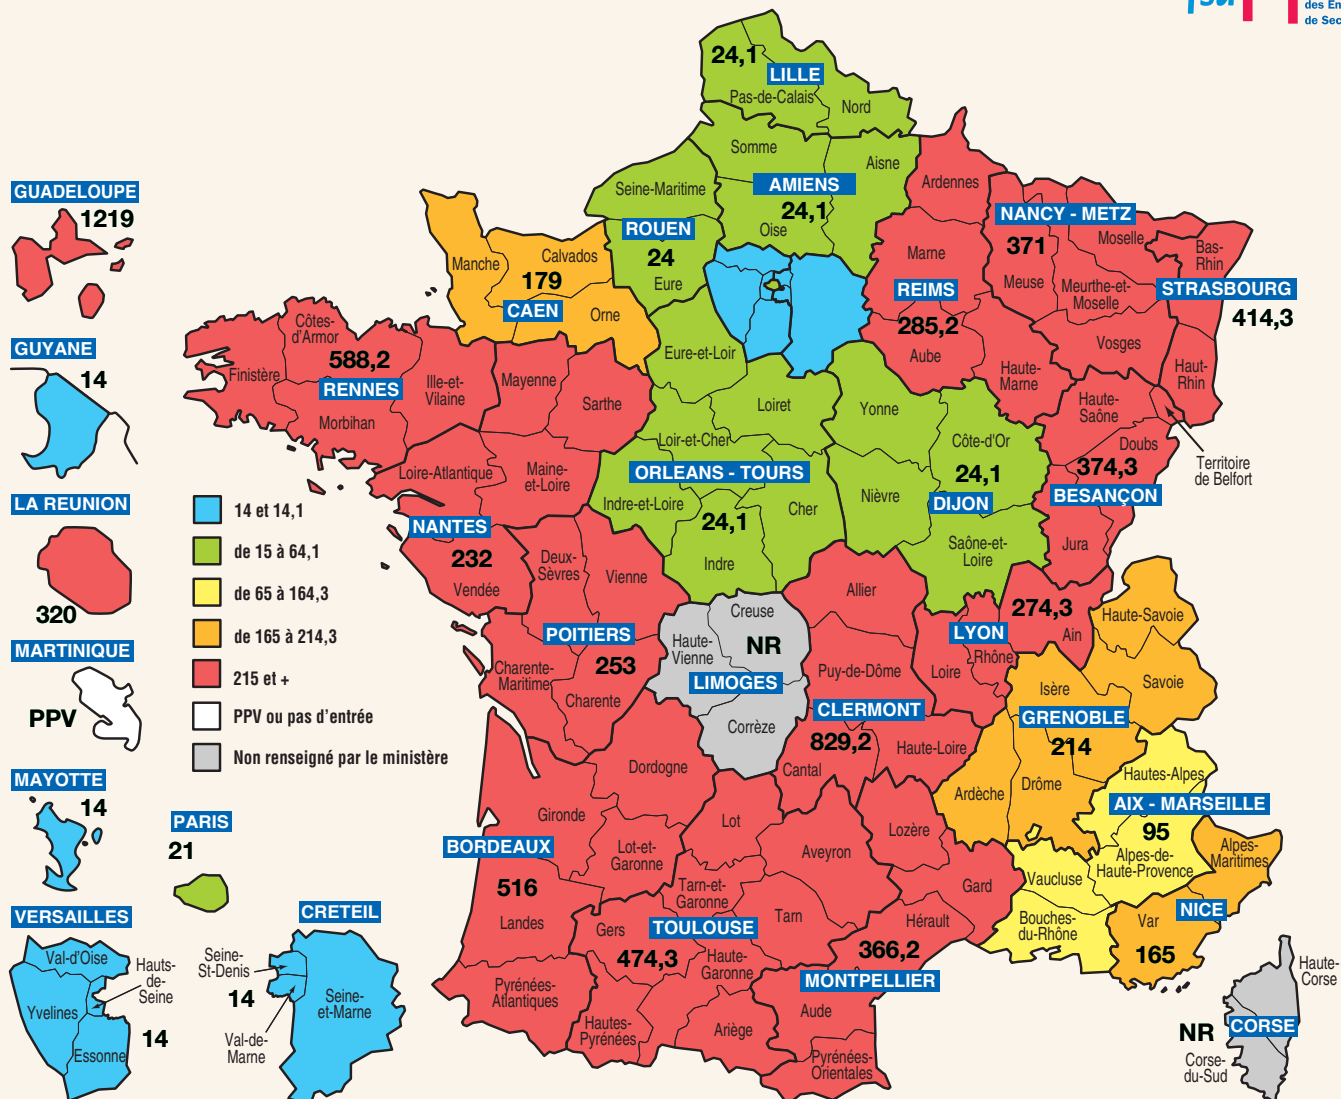 des En
de Sec
24,1
LILLE
Pas-de-Calais
Nord
Somme
Aisne
AMIENS
24,1
Oise
Seine-Maritime
ROUEN
24
Eure
Ardennes
Marne
REIMS
285,2
Aube
Haute-
Marne
NANCY - METZ
371
Moselle
Meuse
Meurthe-et-
Moselle
Vosges
Bas-
Rhin
STRASBOURG
414,3
Haut-
Rhin
GUADELOUPE
1219
GUYANE
14
LA REUNION
320
MARTINIQUE
PPV
MAYOTTE
14
PARIS
21
VERSAILLES
Val-d'Oise
Hauts-
de-
Seine
Yvelines
Essonne
14
CRETEIL
Seine-
St-Denis
14
Val-de-
Marne
Seine-
et-Marne
Manche
Calvados
179
CAEN
Orne
Côtes-
d'Armor
588,2
Finistère
RENNES
Ille-et-
Vilaine
Morbihan
Mayenne
Sarthe
Loire-Atlantique
Maine-
et-Loire
NANTES
232
Vendée
Eure-et-Loir
Loiret
Loir-et-Cher
ORLEANS - TOURS
Indre-et-Loire
24,1
Cher
Indre
Yonne
Côte-d'Or
24,1
Nièvre
DIJON
Saône-et-
Loire
Haute-
Saône
Doubs
374,3
BESANÇON
Jura
Territoire
de Belfort
14 et 14,1
de 15 à 64,1
de 65 à 164,3
de 165 à 214,3
215 et +
PPV ou pas d'entrée
Non renseigné par le ministère
Deux-
Sèvres
Vienne
POITIERS
253
Charente-
Maritime
Charente
Creuse
Haute-
Vienne
NR
LIMOGES
Corrèze
Allier
Puy-de-Dôme
CLERMONT
829,2
Haute-Loire
Cantal
274,3
Ain
LYON
Rhône
Loire
Haute-Savoie
Savoie
Isère
GRENOBLE
214
Drôme
Ardèche
Hautes-Alpes
AIX - MARSEILLE
95
Alpes-de-
Haute-Provence
Vaucluse
Bouches-
du-Rhône
Alpes-
Maritimes
NICE
Var
165
Dordogne
Gironde
BORDEAUX
Lot-et-
Garonne
516
Landes
Pyrénées-
Atlantiques
Lot
Aveyron
Tarn-et-
Garonne
Tarn
Gers
TOULOUSE
474,3
Haute-
Garonne
Hautes-
Pyrénées
Ariège
Lozère
Gard
Hérault
366,2
MONTPELLIER
Aude
Pyrénées-
Orientales
Haute-
Corse
NR
CORSE
Corse-
du-Sud